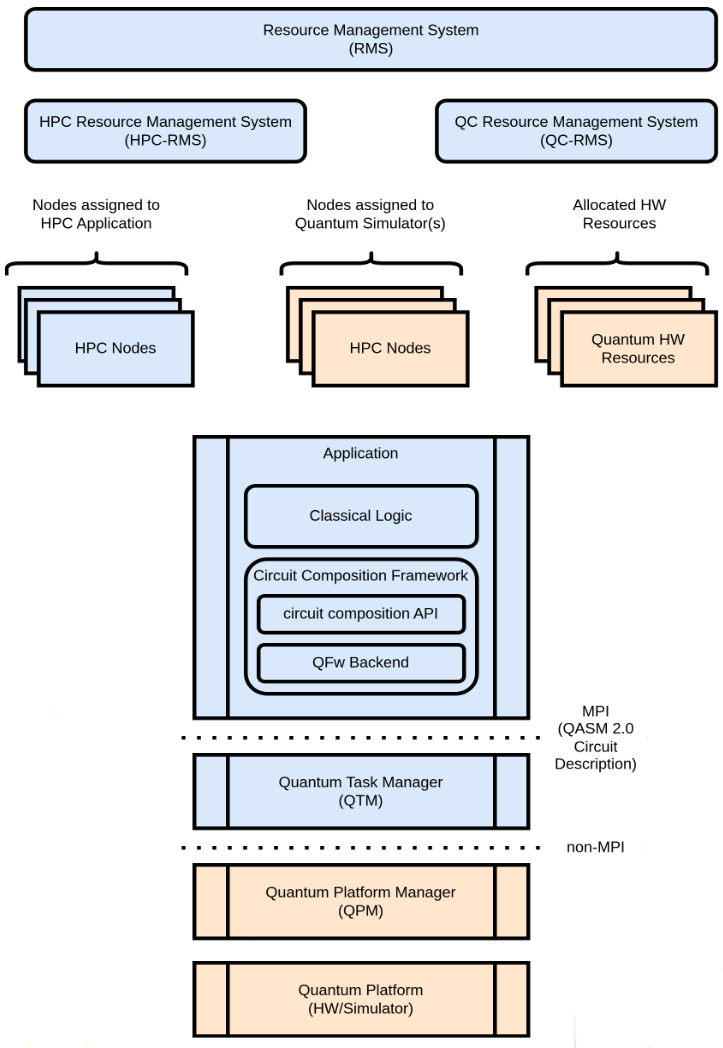 Resource Management System
(RMS)
HPC Resource Management System
(HPC-RMS)
QC Resource Management System
(QC-RMS)
Nodes assigned to
HPC Application
Nodes assigned to
Quantum Simulator(s)
Allocated HW
Resources
HPC Nodes
HPC Nodes
Quantum HW
Resources
Application
Classical Logic
Circuit Composition Framework
circuit composition API
QFw Backend
MPI
(QASM 2.0
Circuit
Description)
Quantum Task Manager
(QTM)
non-MPI
Quantum Platform Manager
(QPM)
Quantum Platform
(HW/Simulator)